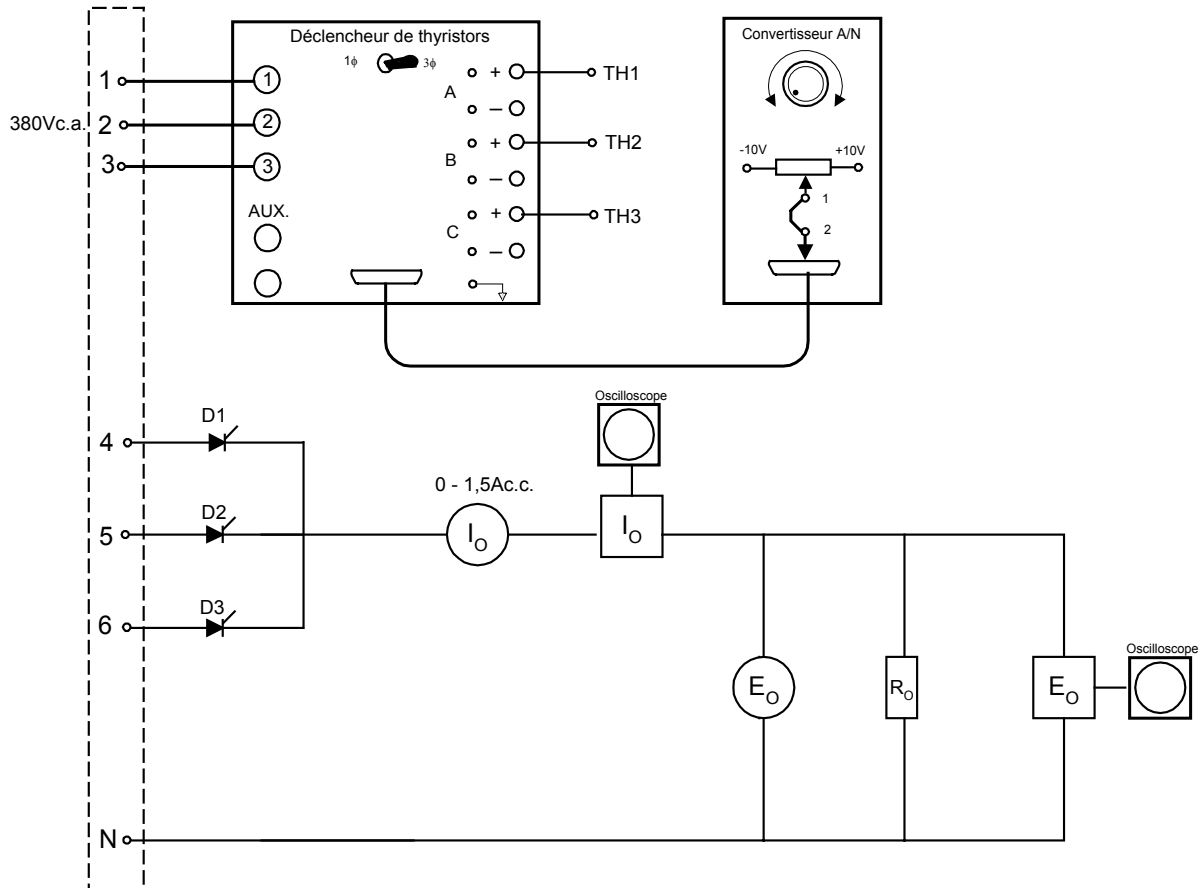 Déclencheur de thyristors
1ϕ 3ϕ
380Vc.a.
1
2
3
1
2
3
AUX.
A
+
–
B
+
–
C
+
–
TH1
TH2
TH3
Convertisseur A/N
-10V +10V
1
2
4 D1
5 D2
6 D3
N
0 - 1,5Ac.c.
IO
Oscilloscope
IO
EO
RO
EO
Oscilloscope